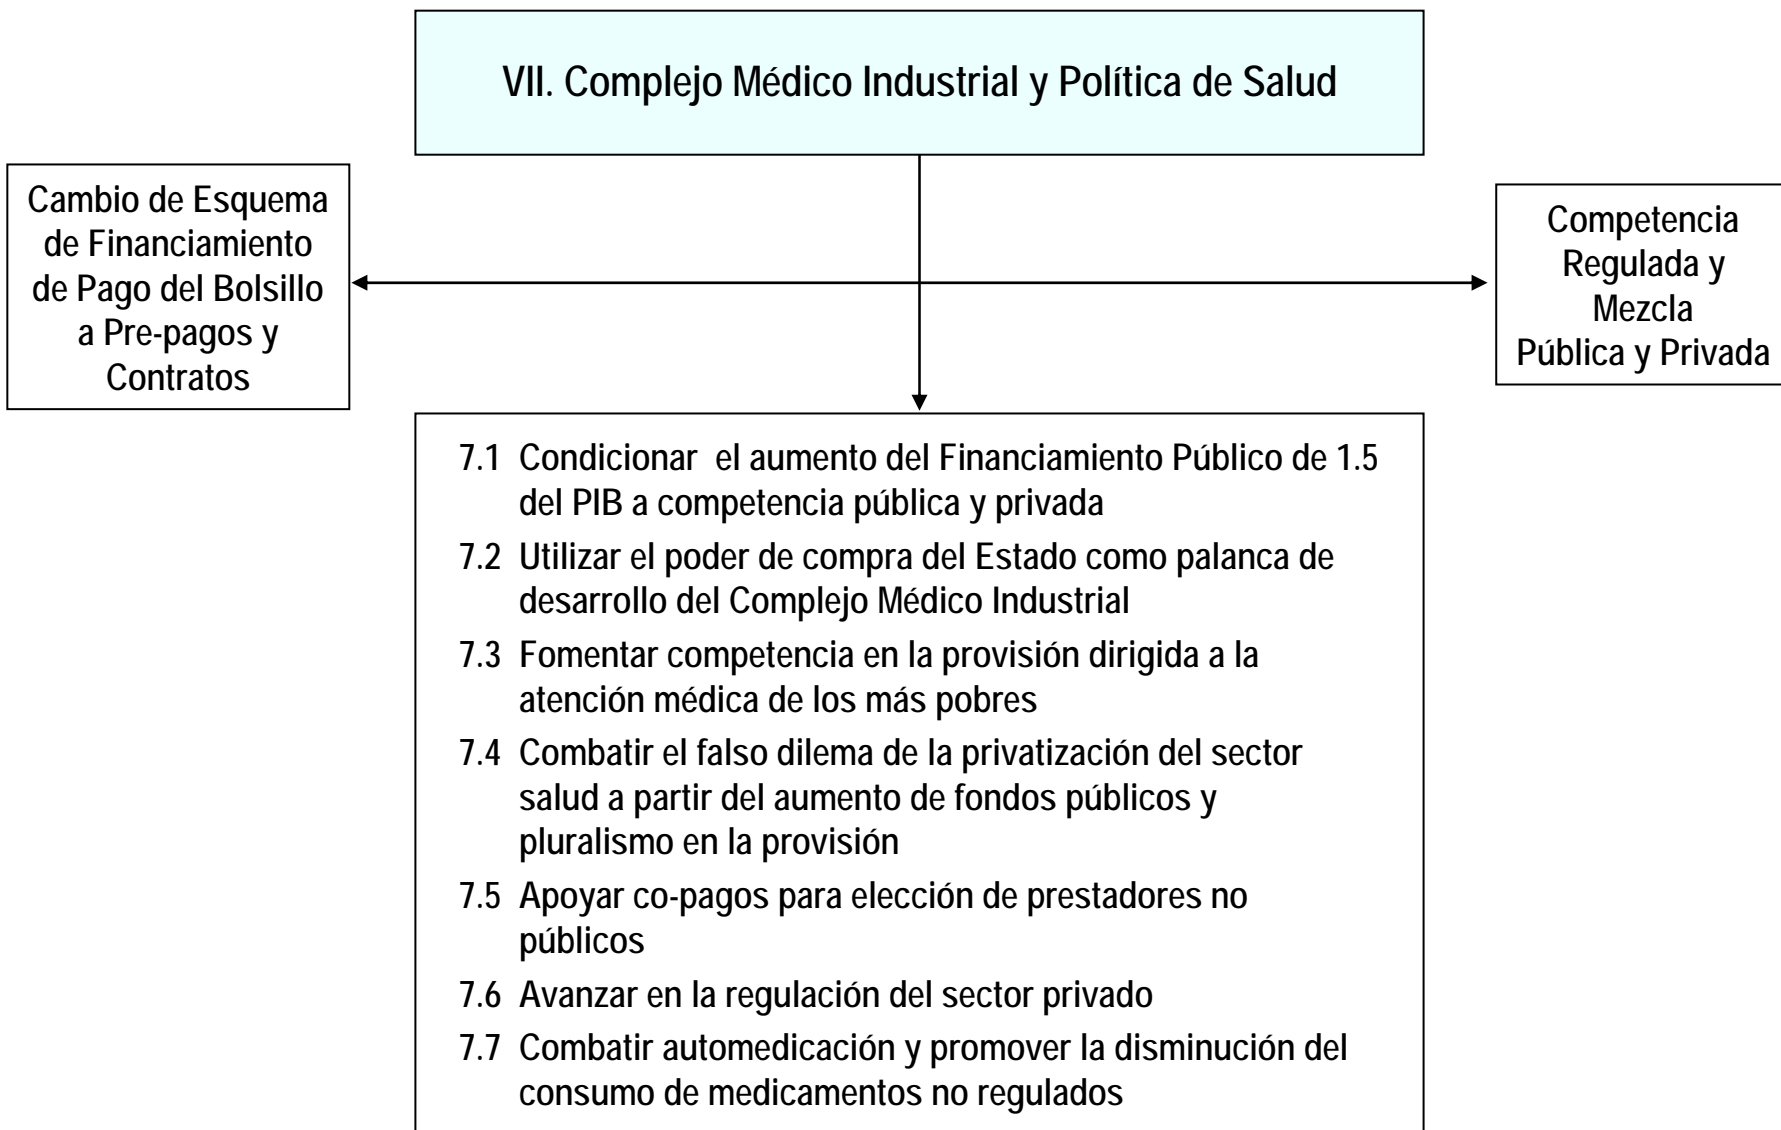 VII. Complejo Médico Industrial y Política de Salud
Cambio de Esquema
de Financiamiento
de Pago del Bolsillo
a Pre-pagos y
Contratos
Competencia
Regulada y
Mezcla
Pública y Privada
7.1 Condicionar el aumento del Financiamiento Público de 1.5
del PIB a competencia pública y privada
7.2 Utilizar el poder de compra del Estado como palanca de
desarrollo del Complejo Médico Industrial
7.3 Fomentar competencia en la provisión dirigida a la
atención médica de los más pobres
7.4 Combatir el falso dilema de la privatización del sector
salud a partir del aumento de fondos públicos y
pluralismo en la provisión
7.5 Apoyar co-pagos para elección de prestadores no
públicos
7.6 Avanzar en la regulación del sector privado
7.7 Combatir automedicación y promover la disminución del
consumo de medicamentos no regulados